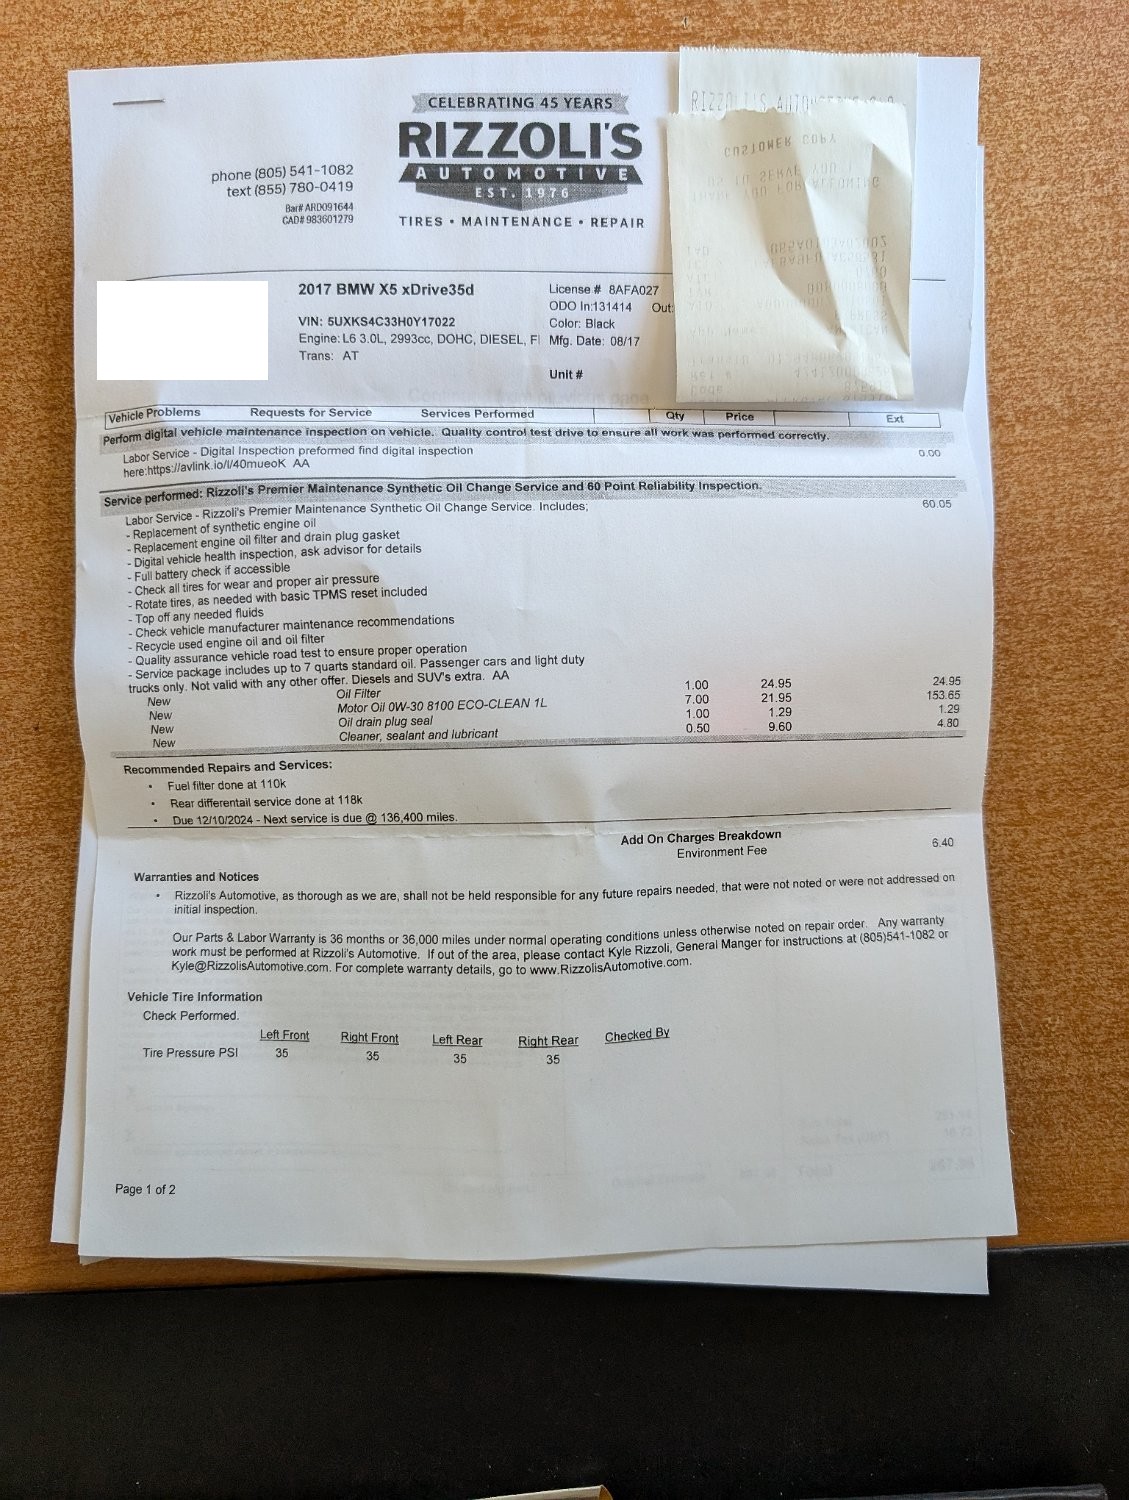 CELEBRATING 45 YEARS
RIZZOLI'S
AUTOMOTIVE
EST. 1976
TIRES • MAINTENANCE • REPAIR
phone (805) 541-1082
text (855) 780-0419
Bar# ARD091644
CAD# 983601279
RIZZOLI'S
CUSTOMER COPY
2017 BMW X5 xDrive35d
VIN: 5UXKS4C33H0Y17022
Engine: L6 3.0L, 2993cc, DOHC, DIESEL, FI
Trans: AT
License # 8AFA027
ODO In:131414 Out:
Color: Black
Mfg. Date: 08/17
Unit #
Vehicle Problems Requests for Service Services Performed Qty Price Ext
Perform digital vehicle maintenance inspection on vehicle. Quality control test drive to ensure all work was performed correctly.
Labor Service - Digital Inspection preformed find digital inspection 0.00
here:https://avlink.io/I/40mueoK AA
Service performed: Rizzoli's Premier Maintenance Synthetic Oil Change Service and 60 Point Reliability Inspection.
Labor Service - Rizzoli's Premier Maintenance Synthetic Oil Change Service. Includes; 60.05
- Replacement of synthetic engine oil
- Replacement engine oil filter and drain plug gasket
- Digital vehicle health inspection, ask advisor for details
- Full battery check if accessible
- Check all tires for wear and proper air pressure
- Rotate tires, as needed with basic TPMS reset included
- Top off any needed fluids
- Check vehicle manufacturer maintenance recommendations
- Recycle used engine oil and oil filter
- Quality assurance vehicle road test to ensure proper operation
- Service package includes up to 7 quarts standard oil. Passenger cars and light duty
trucks only. Not valid with any other offer. Diesels and SUV's extra. AA
New Oil Filter 1.00 24.95 24.95
New Motor Oil 0W-30 8100 ECO-CLEAN 1L 7.00 21.95 153.65
New Oil drain plug seal 1.00 1.29 1.29
New Cleaner, sealant and lubricant 0.50 9.60 4.80
Recommended Repairs and Services:
• Fuel filter done at 110k
• Rear differentail service done at 118k
• Due 12/10/2024 - Next service is due @ 136,400 miles.
Add On Charges Breakdown
Environment Fee 6.40
Warranties and Notices
• Rizzoli's Automotive, as thorough as we are, shall not be held responsible for any future repairs needed, that were not noted or were not addressed on
initial inspection.
Our Parts & Labor Warranty is 36 months or 36,000 miles under normal operating conditions unless otherwise noted on repair order. Any warranty
work must be performed at Rizzoli's Automotive. If out of the area, please contact Kyle Rizzoli, General Manger for instructions at (805)541-1082 or
Kyle@RizzolisAutomotive.com. For complete warranty details, go to www.RizzolisAutomotive.com.
Vehicle Tire Information
Check Performed.
Left Front Right Front Left Rear Right Rear Checked By
Tire Pressure PSI 35 35 35 35
Page 1 of 2